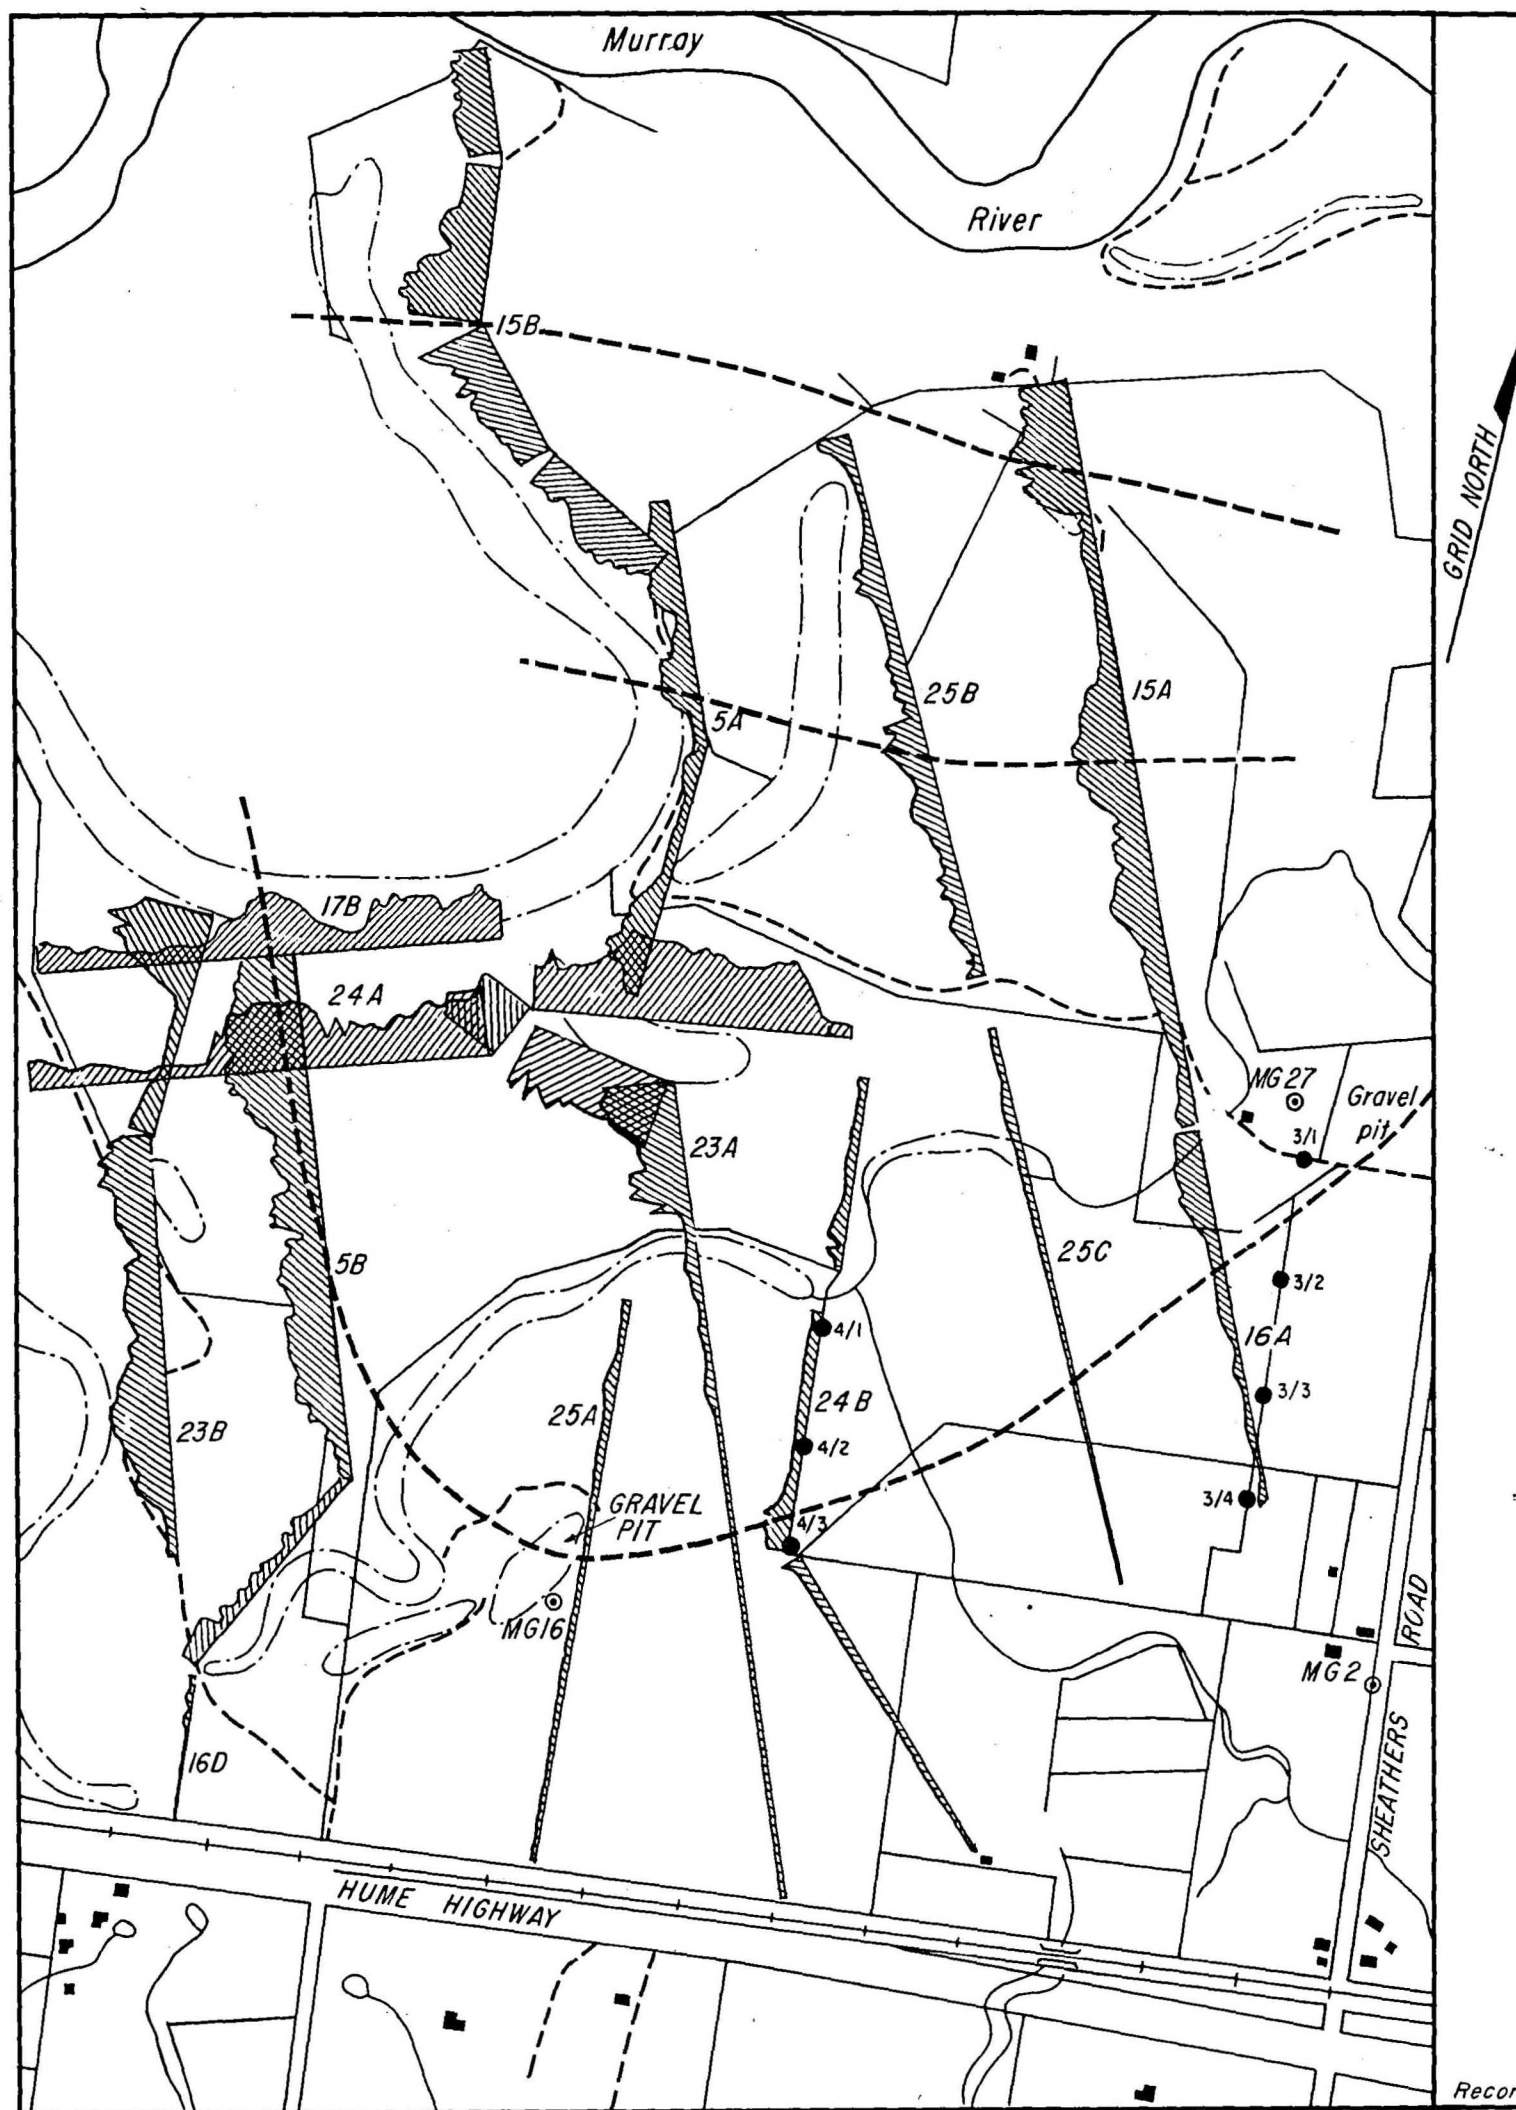 Murray
River
15B
GRID NORTH
25B
15A
5A
17B
24A
MG27
Gravel
pit
3/1
23A
25C
5B
3/2
4/1
16A
24B
25A
3/3
23B
4/2
3/4
GRAVEL
PIT
4/3
MG16
ROAD
MG2
SHEATHERS
16D
HUME HIGHWAY
Recor